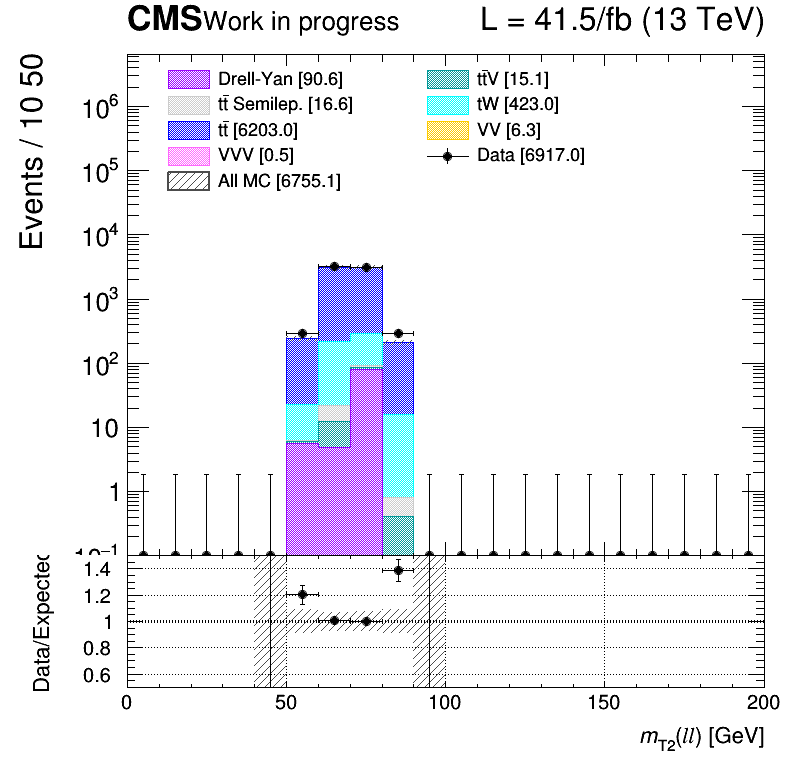 CMS Work in progress L = 41.5/fb (13 TeV)
Events / 10 50
Drell-Yan [90.6]
tt̄ Semilep. [16.6]
tt̄ [6203.0]
VVV [0.5]
All MC [6755.1]
tt̄V [15.1]
tW [423.0]
VV [6.3]
Data [6917.0]
10⁶
10⁵
10⁴
10³
10²
10
1
10⁻¹
Data/Expected
1.4
1.2
1
0.8
0.6
0 50 100 150 200
m_T2(ll) [GeV]